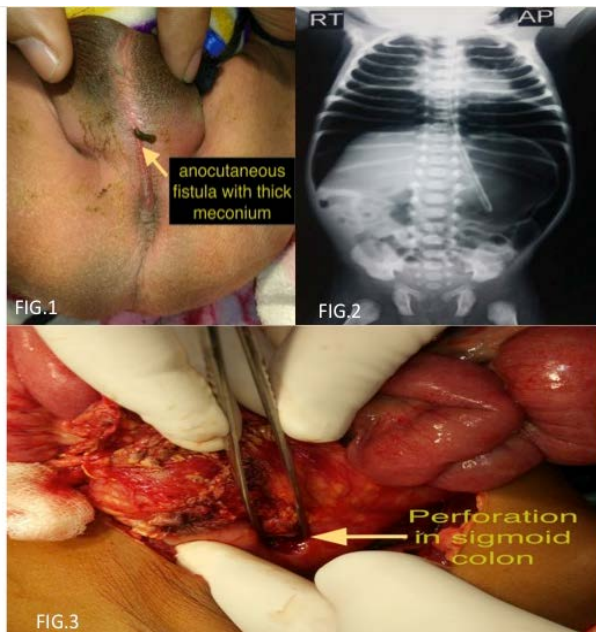 RT
AP
anocutaneous
fistula with thick
meconium
FIG.1
FIG.2
Perforation
in sigmoid
colon
FIG.3